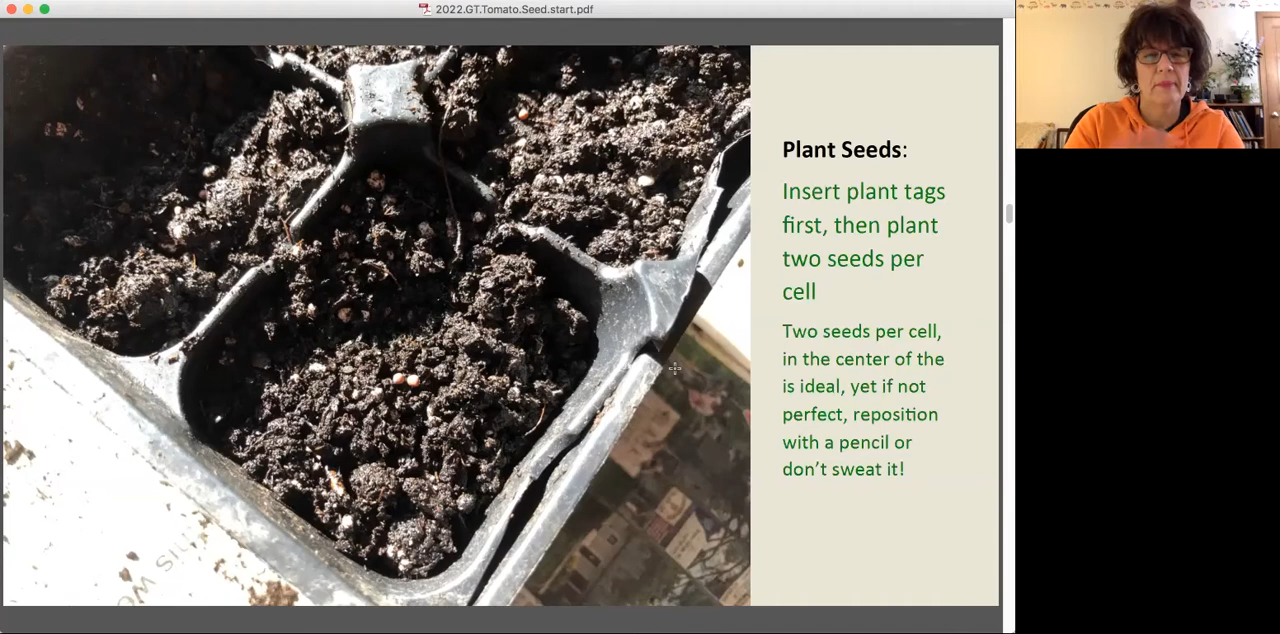 2022.GT.Tomato.Seed.start.pdf
Plant Seeds:
Insert plant tags
first, then plant
two seeds per
cell
Two seeds per cell,
in the center of the
is ideal, yet if not
perfect, reposition
with a pencil or
don't sweat it!